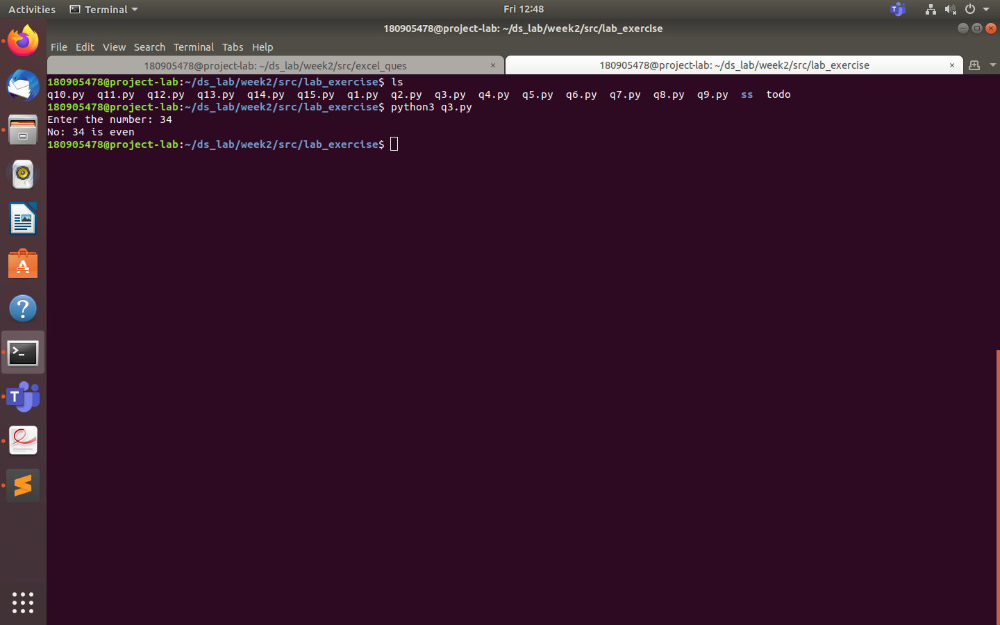 Activities Terminal Fri 12:48
180905478@project-lab: ~/ds_lab/week2/src/lab_exercise
File Edit View Search Terminal Tabs Help
180905478@project-lab: ~/ds_lab/week2/src/excel_ques × 180905478@project-lab: ~/ds_lab/week2/src/lab_exercise ×
180905478@project-lab:~/ds_lab/week2/src/lab_exercise$ ls
q10.py q11.py q12.py q13.py q14.py q15.py q1.py q2.py q3.py q4.py q5.py q6.py q7.py q8.py q9.py ss todo
180905478@project-lab:~/ds_lab/week2/src/lab_exercise$ python3 q3.py
Enter the number: 34
No: 34 is even
180905478@project-lab:~/ds_lab/week2/src/lab_exercise$